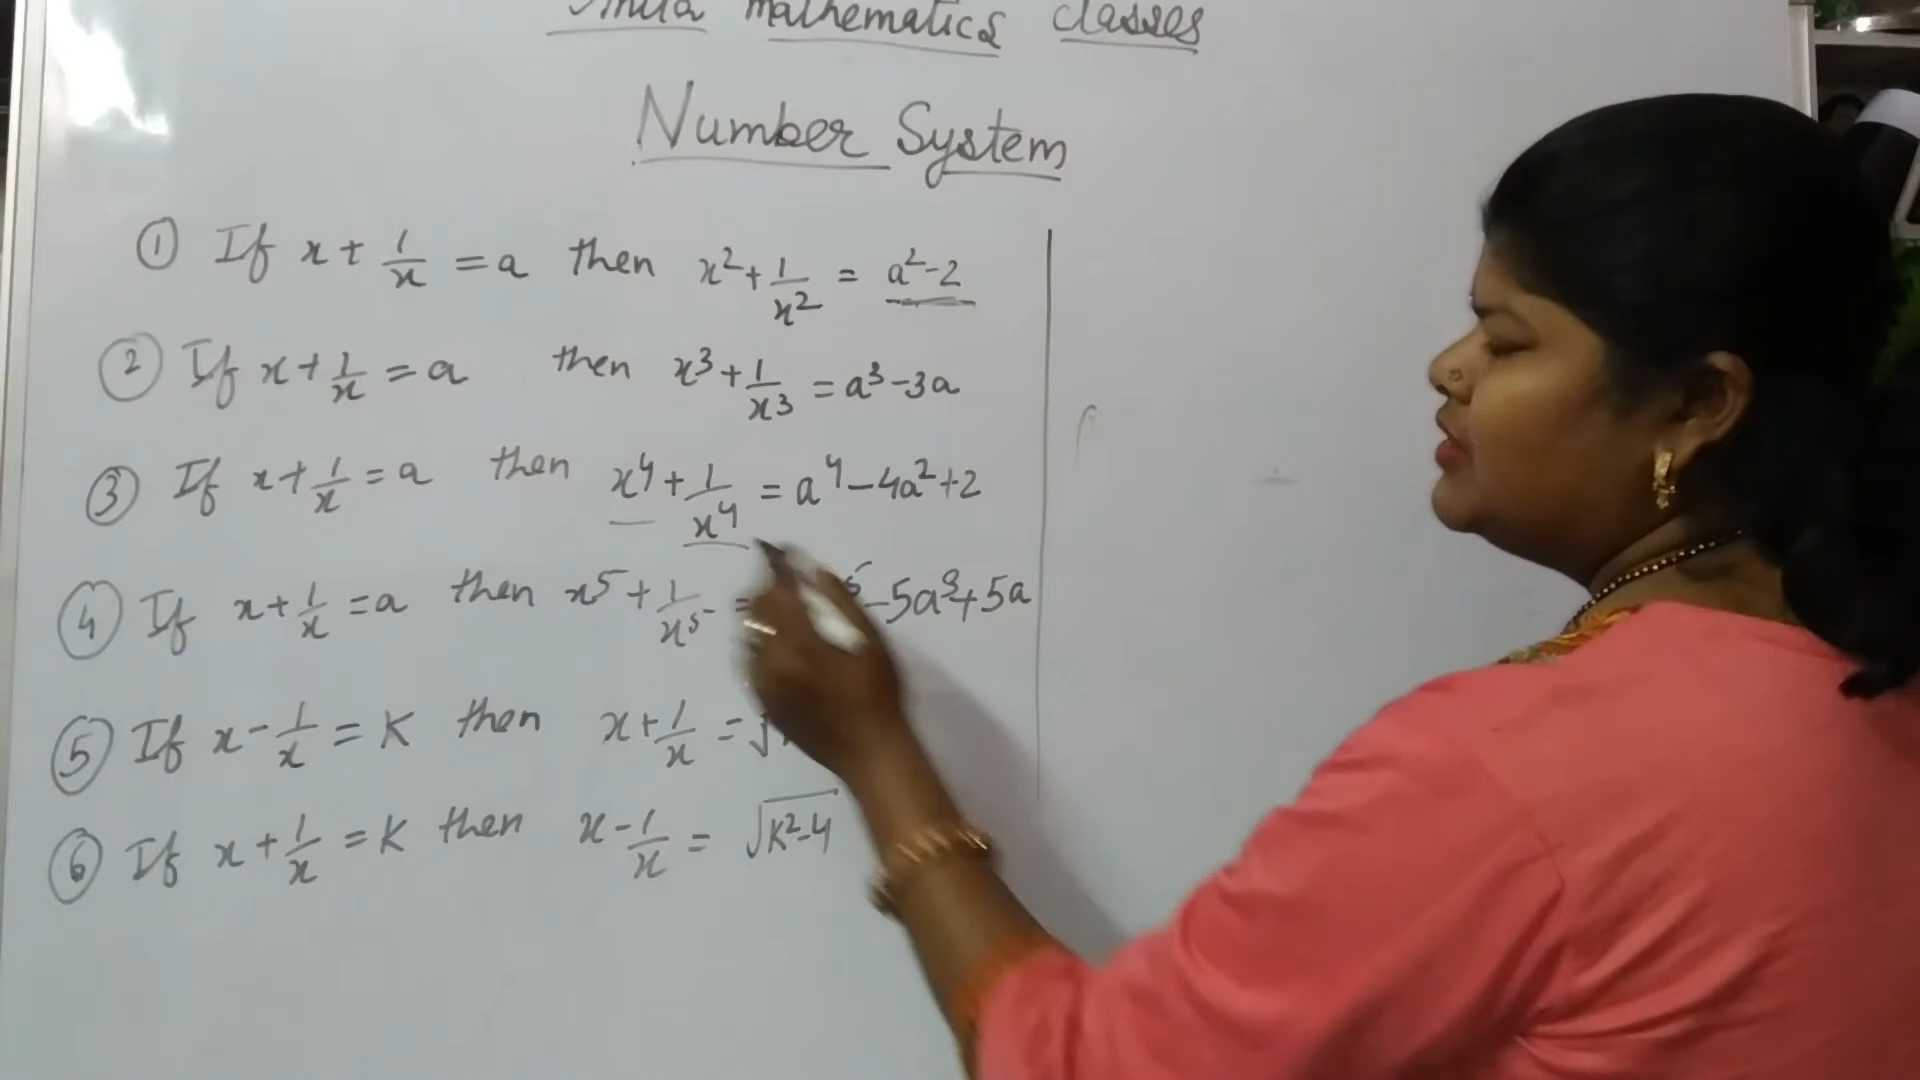 mathematics classes
Number System
① If x + 1/x = a then x² + 1/x² = a² - 2
② If x + 1/x = a then x³ + 1/x³ = a³ - 3a
③ If x + 1/x = a then x⁴ + 1/x⁴ = a⁴ - 4a² + 2
④ If x + 1/x = a then x⁵ + 1/x⁵ = - 5a³ + 5a
⑤ If x - 1/x = K then x + 1/x = √
⑥ If x + 1/x = K then x - 1/x = √(K² - 4)